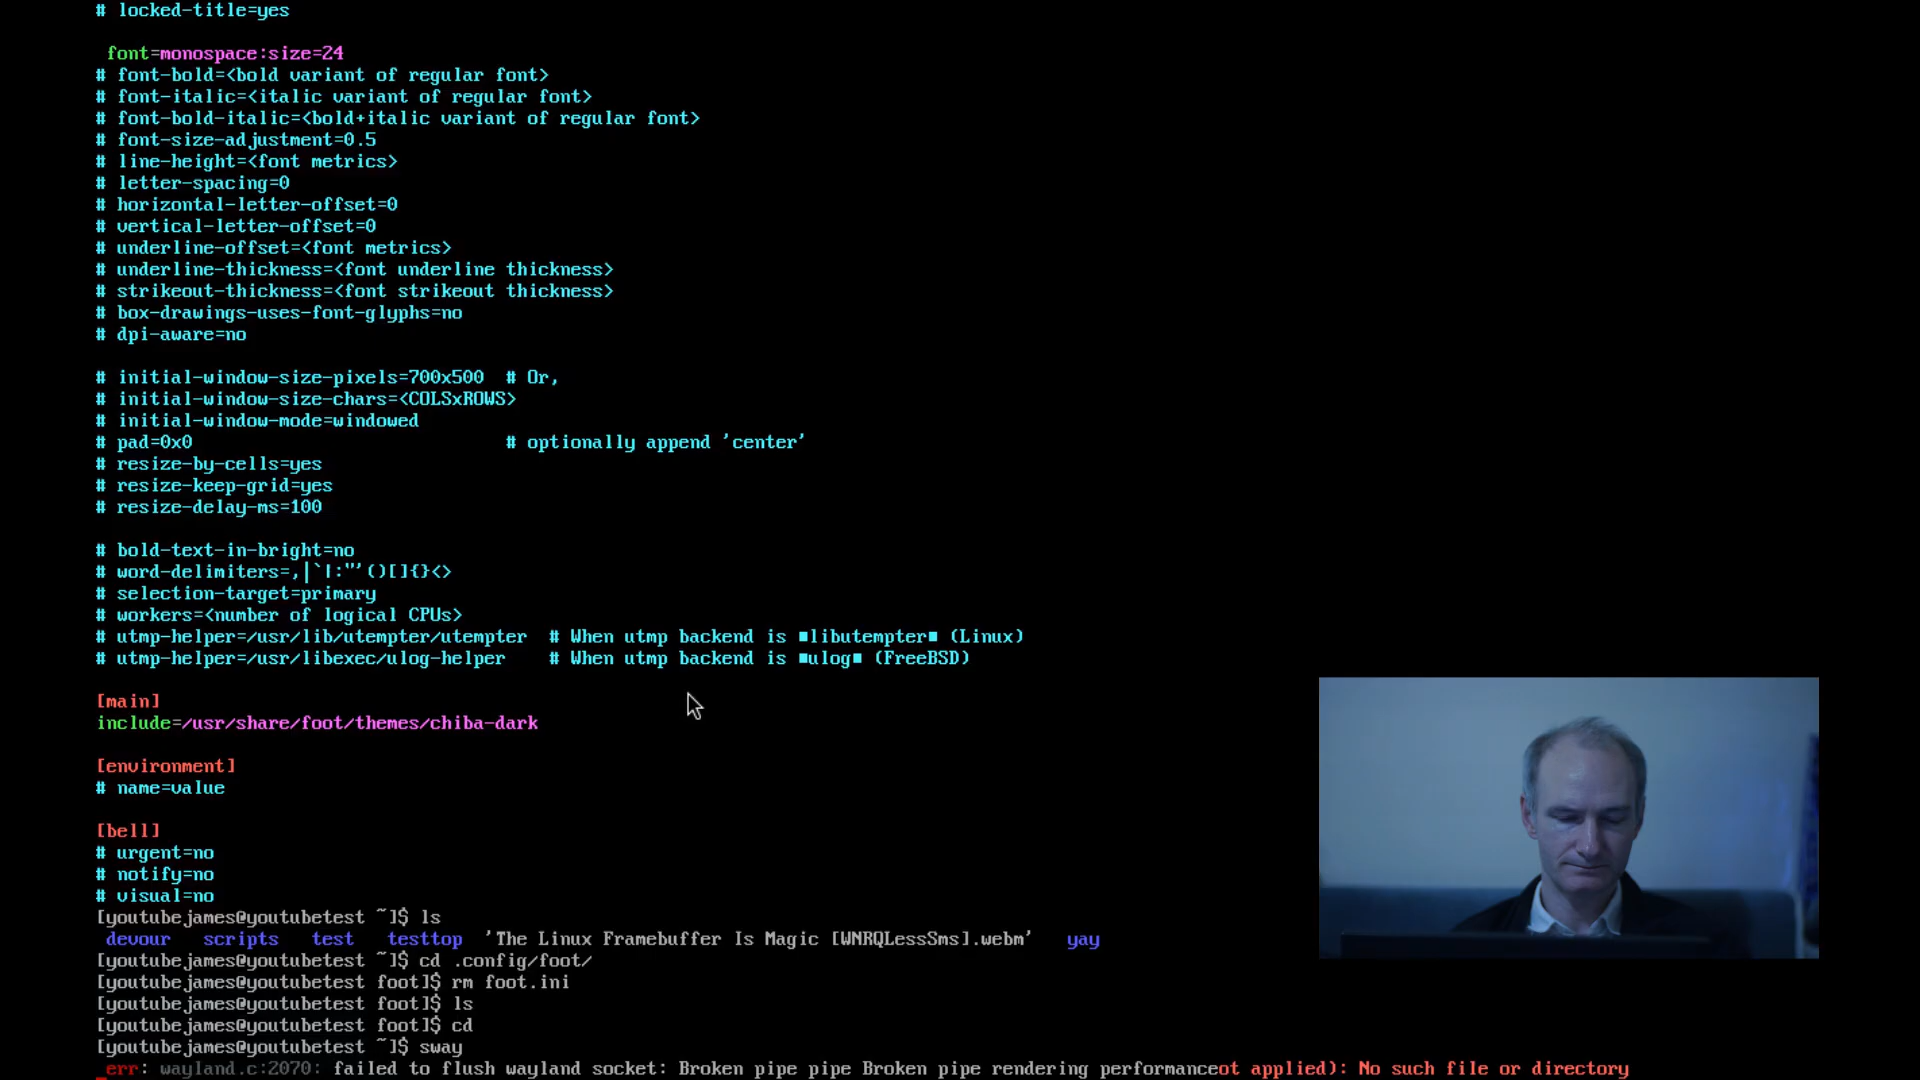 # locked-title=yes
font=monospace:size=24
# font-bold=<bold variant of regular font>
# font-italic=<italic variant of regular font>
# font-bold-italic=<bold+italic variant of regular font>
# font-size-adjustment=0.5
# line-height=<font metrics>
# letter-spacing=0
# horizontal-letter-offset=0
# vertical-letter-offset=0
# underline-offset=<font metrics>
# underline-thickness=<font underline thickness>
# strikeout-thickness=<font strikeout thickness>
# box-drawings-uses-font-glyphs=no
# dpi-aware=no
# initial-window-size-pixels=700x500  # Or,
# initial-window-size-chars=<COLSxROWS>
# initial-window-mode=windowed
# pad=0x0                             # optionally append 'center'
# resize-by-cells=yes
# resize-keep-grid=yes
# resize-delay-ms=100
# bold-text-in-bright=no
# word-delimiters=,│`|:"'()[]{}<>
# selection-target=primary
# workers=<number of logical CPUs>
# utmp-helper=/usr/lib/utempter/utempter  # When utmp backend is ■libutempter■ (Linux)
# utmp-helper=/usr/libexec/ulog-helper    # When utmp backend is ■ulog■ (FreeBSD)
[main]
include=/usr/share/foot/themes/chiba-dark
[environment]
# name=value
[bell]
# urgent=no
# notify=no
# visual=no
[youtubejames@youtubetest ~]$ ls
devour   scripts   test   testtop  'The Linux Framebuffer Is Magic [WNRQLessSms].webm'   yay
[youtubejames@youtubetest ~]$ cd .config/foot/
[youtubejames@youtubetest foot]$ rm foot.ini
[youtubejames@youtubetest foot]$ ls
[youtubejames@youtubetest foot]$ cd
[youtubejames@youtubetest ~]$ sway
err: wayland.c:2070: failed to flush wayland socket: Broken pipe pipe Broken pipe rendering performanceot applied): No such file or directory